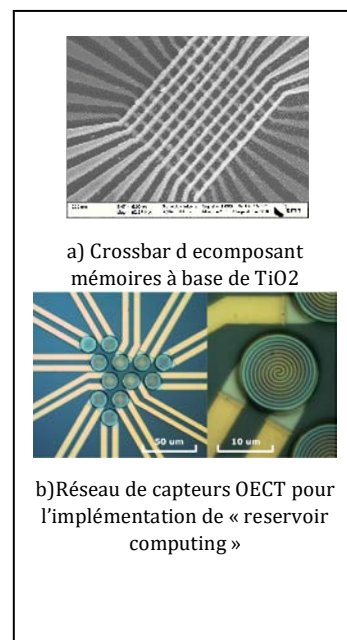 a) Crossbar d ecomposant
mémoires à base de TiO2
50 um
10 um
b)Réseau de capteurs OECT pour
l’implémentation de « reservoir
computing »